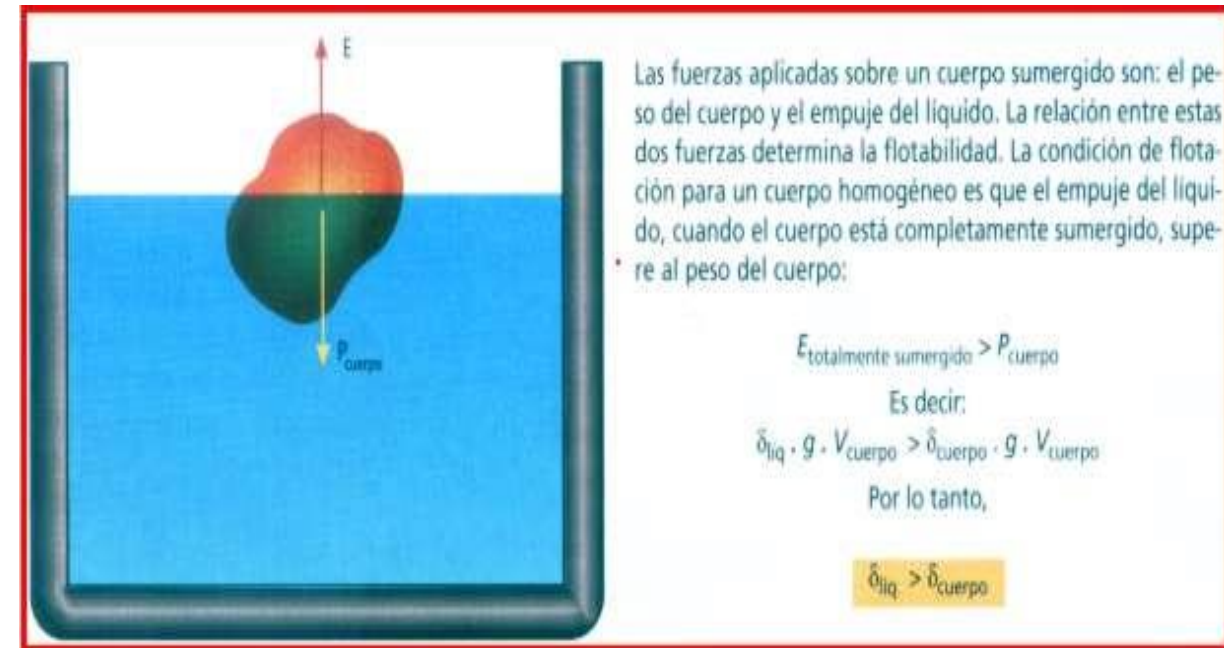 E
P cuerpo
Las fuerzas aplicadas sobre un cuerpo sumergido son: el pe-
so del cuerpo y el empuje del líquido. La relación entre estas
dos fuerzas determina la flotabilidad. La condición de flota-
ción para un cuerpo homogéneo es que el empuje del líqui-
do, cuando el cuerpo está completamente sumergido, supe-
re al peso del cuerpo:
E totalmente sumergido > P cuerpo
Es decir:
δ liq . g . V cuerpo > δ cuerpo . g . V cuerpo
Por lo tanto,
δ liq > δ cuerpo